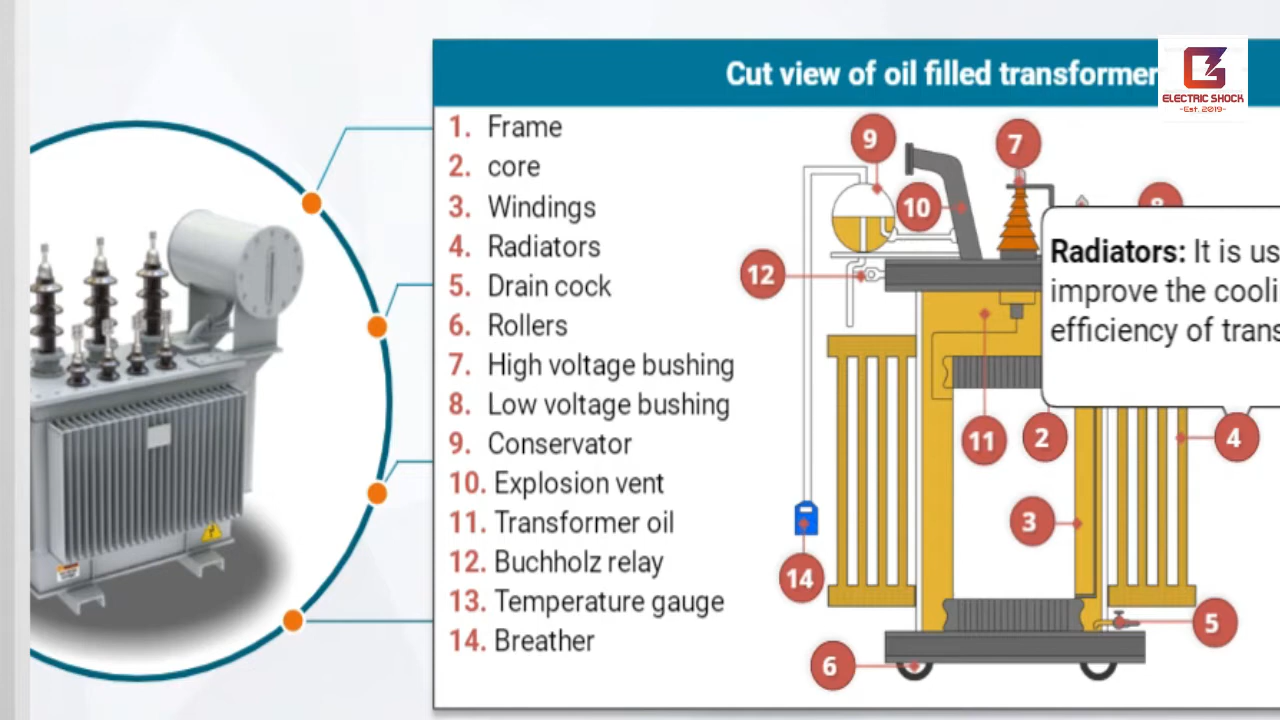 Cut view of oil filled transformer
ELECTRIC SHOCK
-Est. 2019-
1. Frame
2. core
3. Windings
4. Radiators
5. Drain cock
6. Rollers
7. High voltage bushing
8. Low voltage bushing
9. Conservator
10. Explosion vent
11. Transformer oil
12. Buchholz relay
13. Temperature gauge
14. Breather
9
7
10
8
12
Radiators: It is us
improve the cooli
efficiency of trans
11
2
4
3
14
5
6